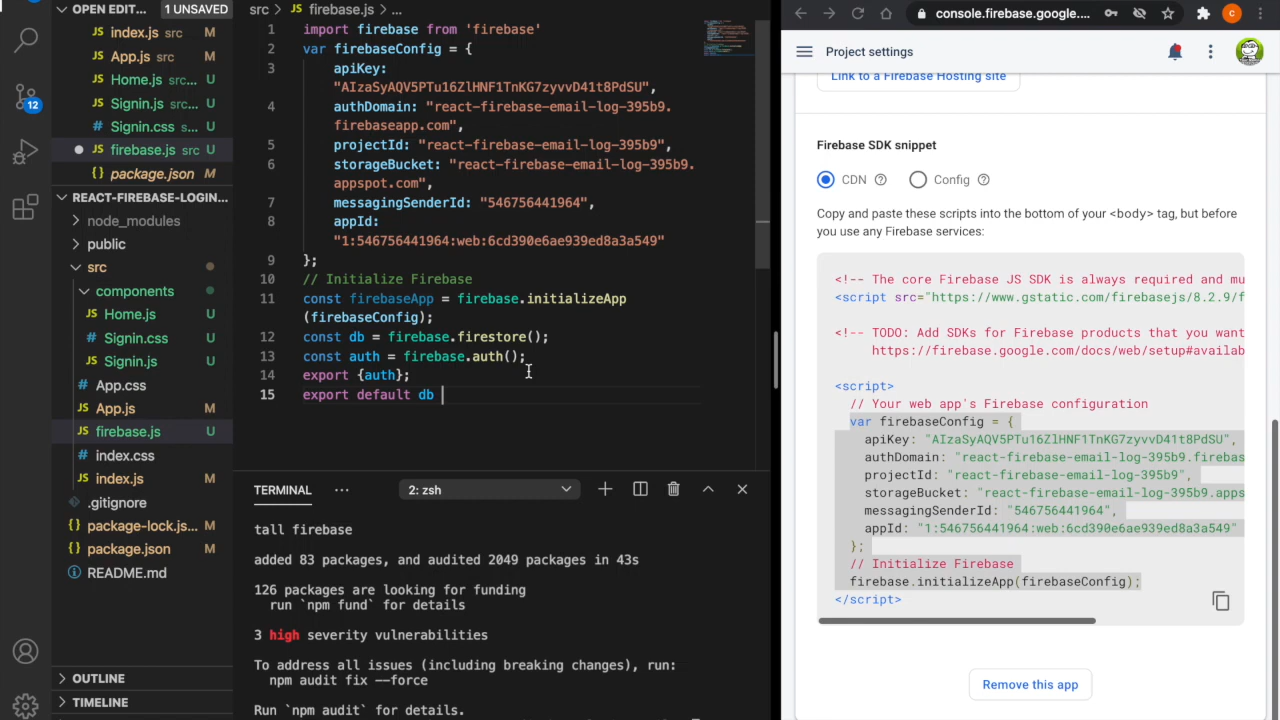 OPEN EDIT... 1 UNSAVED
JS index.js src M
JS App.js src M
JS Home.js src... U
JS Signin.js src... U
# Signin.css s... U
JS firebase.js src U
{} package.json M
REACT-FIREBASE-LOGIN...
node_modules
public
src
components
JS Home.js U
# Signin.css U
JS Signin.js U
# App.css U
JS App.js M
JS firebase.js U
# index.css U
JS index.js M
.gitignore
{} package-lock.js... M
{} package.json M
README.md
OUTLINE
TIMELINE
12
src > JS firebase.js > ...
1 import firebase from 'firebase'
2 var firebaseConfig = {
3 apiKey:
"AIzaSyAQV5PTu16ZlHNF1TnKG7zyvvD41t8PdSU",
4 authDomain: "react-firebase-email-log-395b9.
firebaseapp.com",
5 projectId: "react-firebase-email-log-395b9",
6 storageBucket: "react-firebase-email-log-395b9.
appspot.com",
7 messagingSenderId: "546756441964",
8 appId:
"1:546756441964:web:6cd390e6ae939ed8a3a549"
9 };
10 // Initialize Firebase
11 const firebaseApp = firebase.initializeApp
(firebaseConfig);
12 const db = firebase.firestore();
13 const auth = firebase.auth();
14 export {auth};
15 export default db
TERMINAL ... 2: zsh
tall firebase
added 83 packages, and audited 2049 packages in 43s
126 packages are looking for funding
run `npm fund` for details
3 high severity vulnerabilities
To address all issues (including breaking changes), run:
npm audit fix --force
Run `npm audit` for details.
console.firebase.google.... C
Project settings
Link to a Firebase Hosting site
Firebase SDK snippet
CDN ? Config ?
Copy and paste these scripts into the bottom of your <body> tag, but before
you use any Firebase services:
<!-- The core Firebase JS SDK is always required and mu
<script src="https://www.gstatic.com/firebasejs/8.2.9/f
<!-- TODO: Add SDKs for Firebase products that you want
https://firebase.google.com/docs/web/setup#availab
<script>
// Your web app's Firebase configuration
var firebaseConfig = {
apiKey: "AIzaSyAQV5PTu16ZlHNF1TnKG7zyvvD41t8PdSU",
authDomain: "react-firebase-email-log-395b9.firebas
projectId: "react-firebase-email-log-395b9",
storageBucket: "react-firebase-email-log-395b9.apps
messagingSenderId: "546756441964",
appId: "1:546756441964:web:6cd390e6ae939ed8a3a549"
};
// Initialize Firebase
firebase.initializeApp(firebaseConfig);
</script>
Remove this app